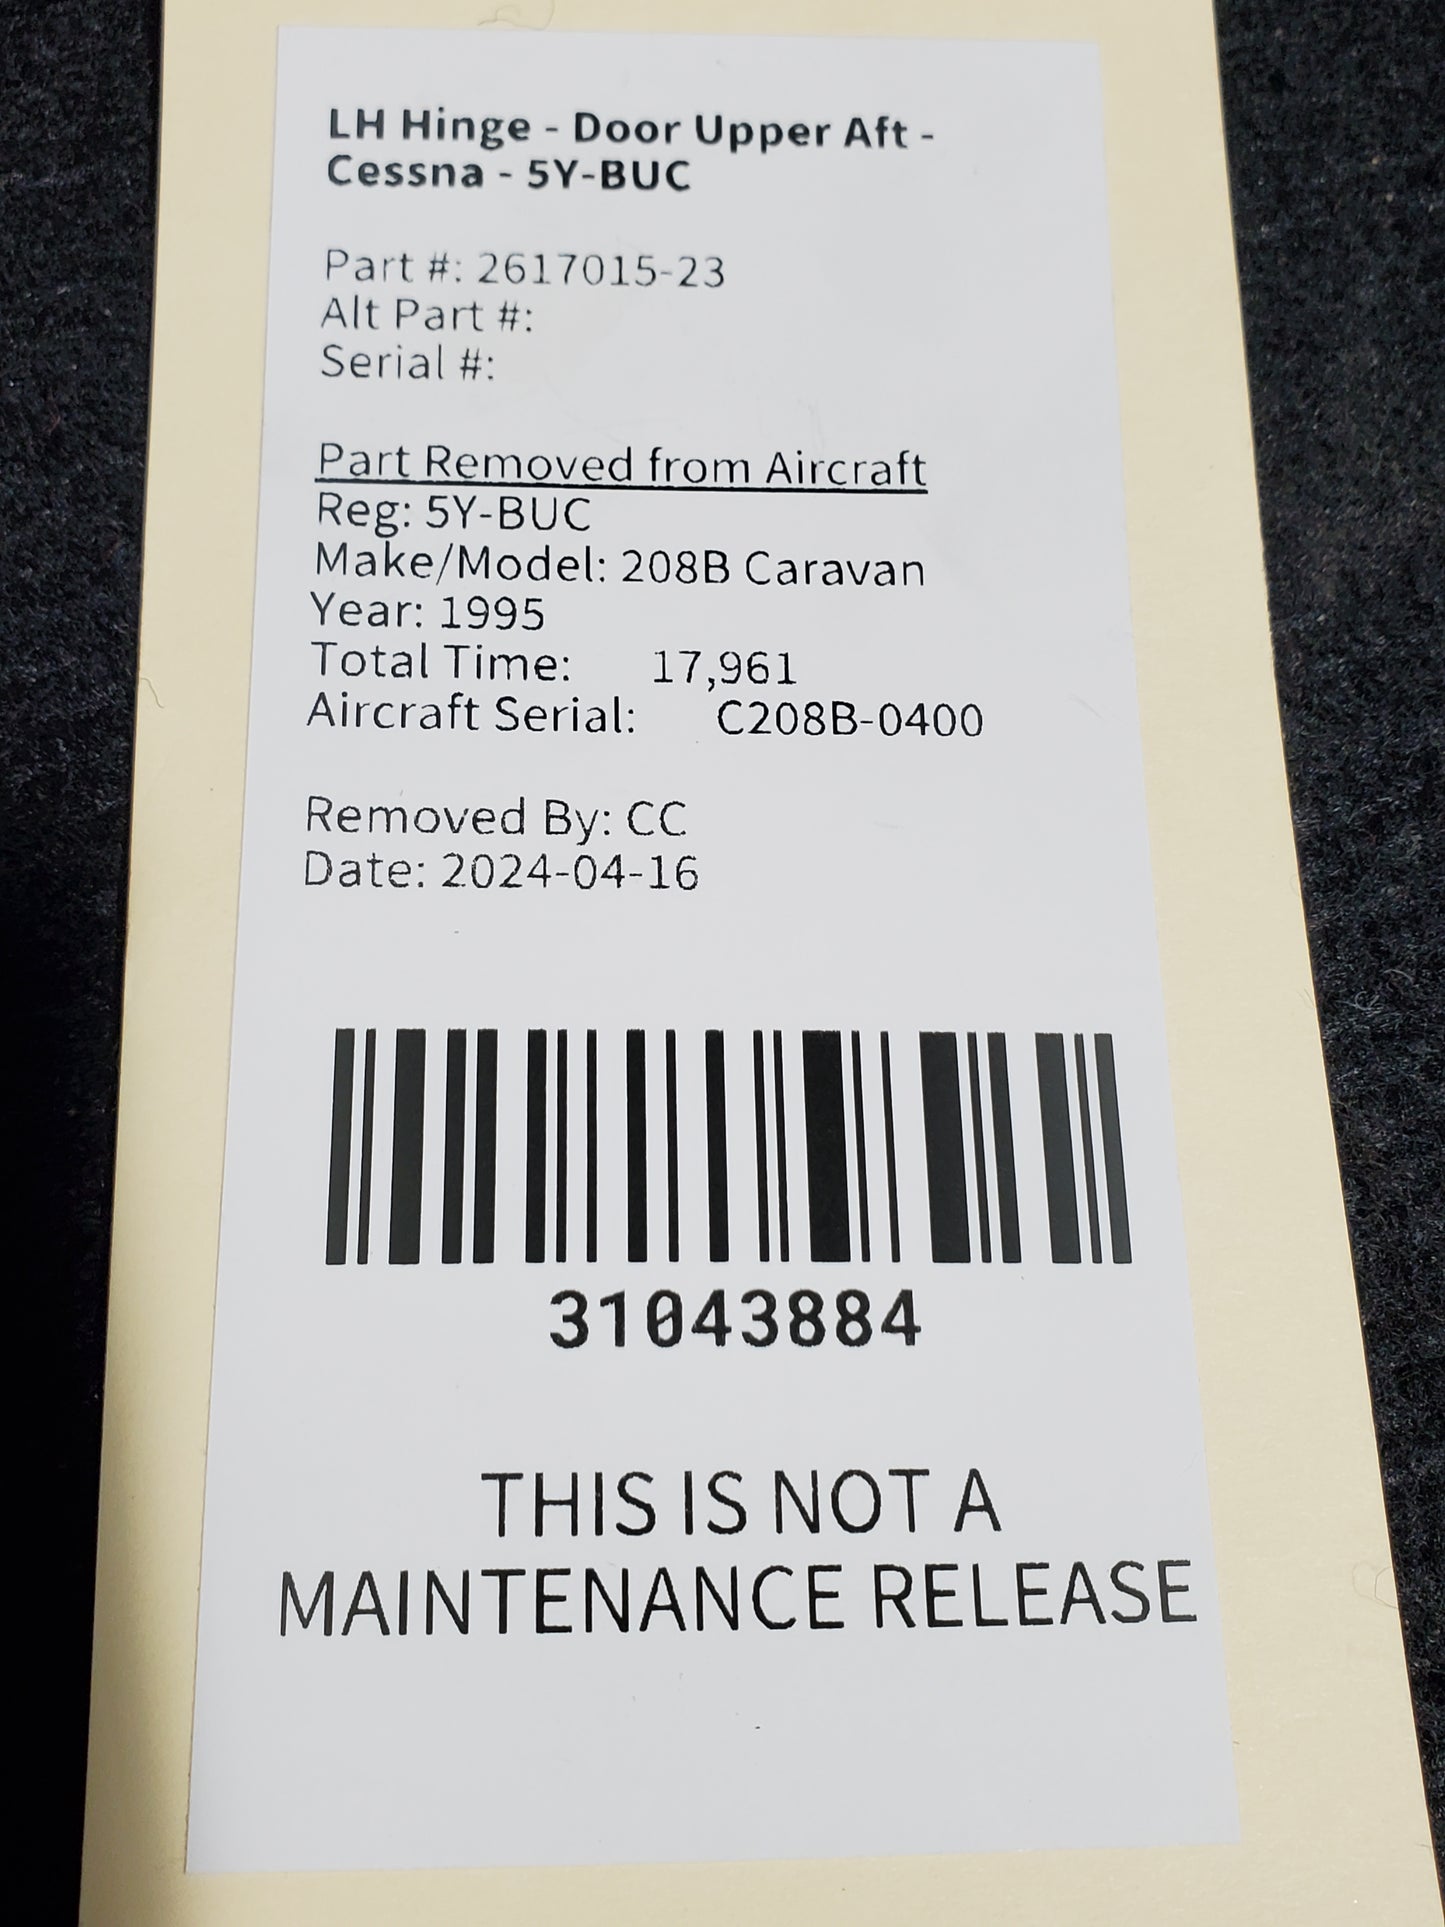 LH Hinge - Door Upper Aft -
Cessna - 5Y-BUC
Part #: 2617015-23
Alt Part #:
Serial #:
Part Removed from Aircraft
Reg: 5Y-BUC
Make/Model: 208B Caravan
Year: 1995
Total Time: 17,961
Aircraft Serial: C208B-0400
Removed By: CC
Date: 2024-04-16
31043884
THIS IS NOT A
MAINTENANCE RELEASE